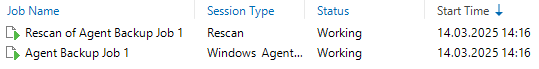 Job Name Session Type Status Start Time
Rescan of Agent Backup Job 1 Rescan Working 14.03.2025 14:16
Agent Backup Job 1 Windows Agent... Working 14.03.2025 14:16